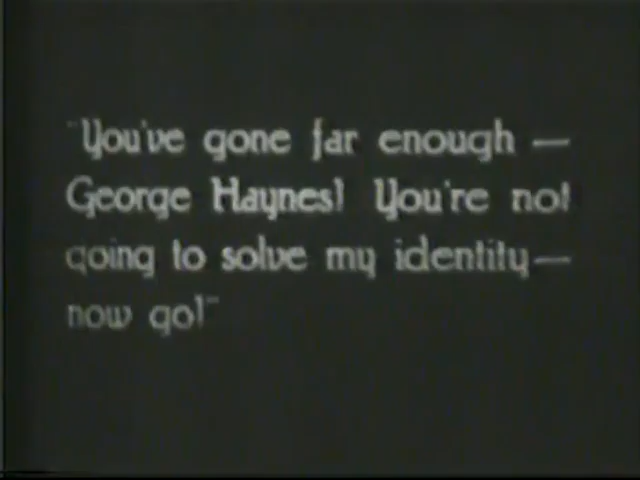 "You've gone far enough —
George Haynes! You're not
going to solve my identity —
now go!"